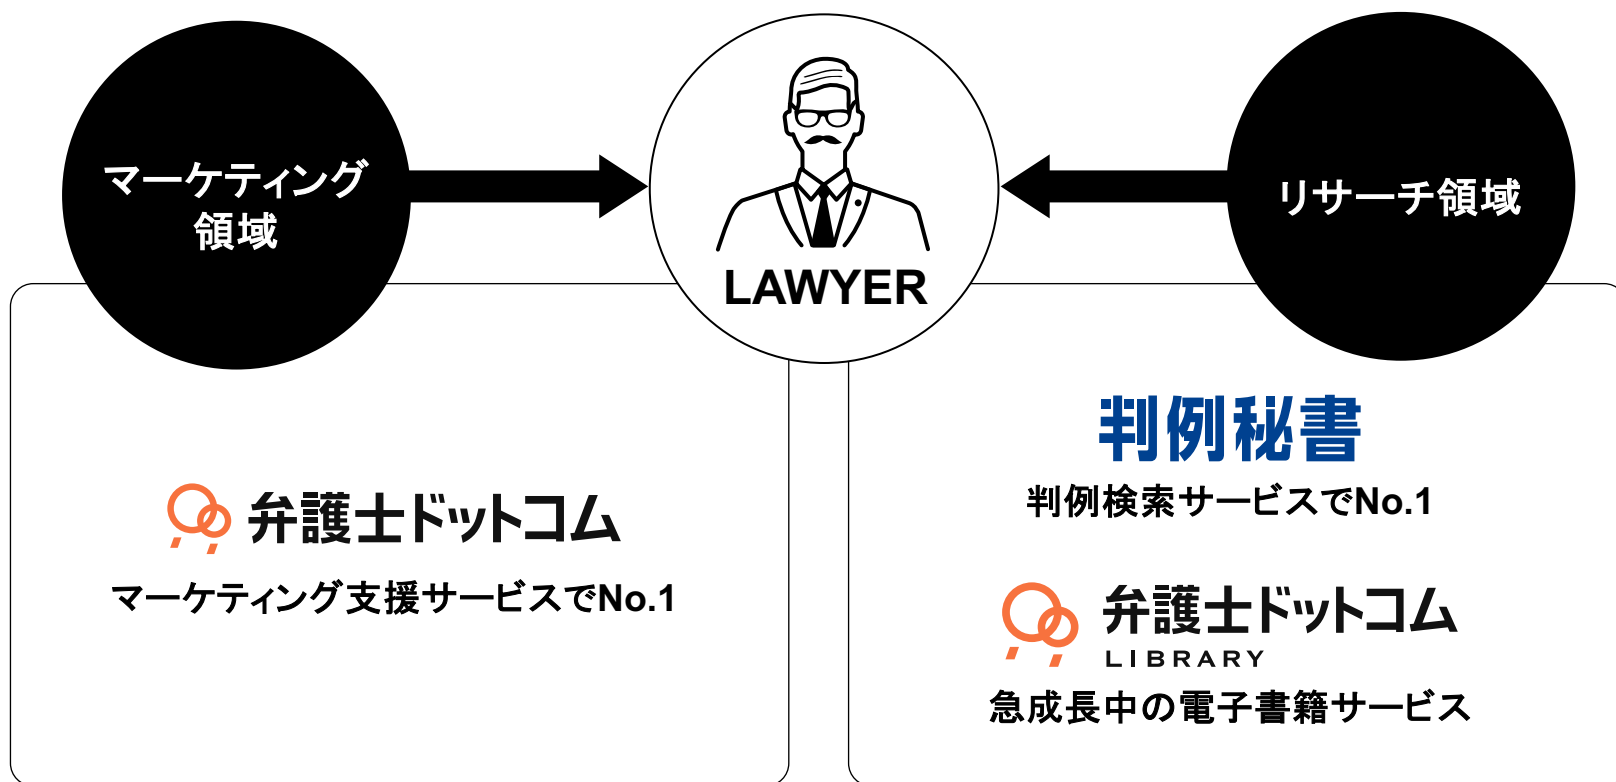 マーケティング
領域
LAWYER
リサーチ領域
弁護士ドットコム
マーケティング支援サービスでNo.1
判例秘書
判例検索サービスでNo.1
弁護士ドットコム
LIBRARY
急成長中の電子書籍サービス